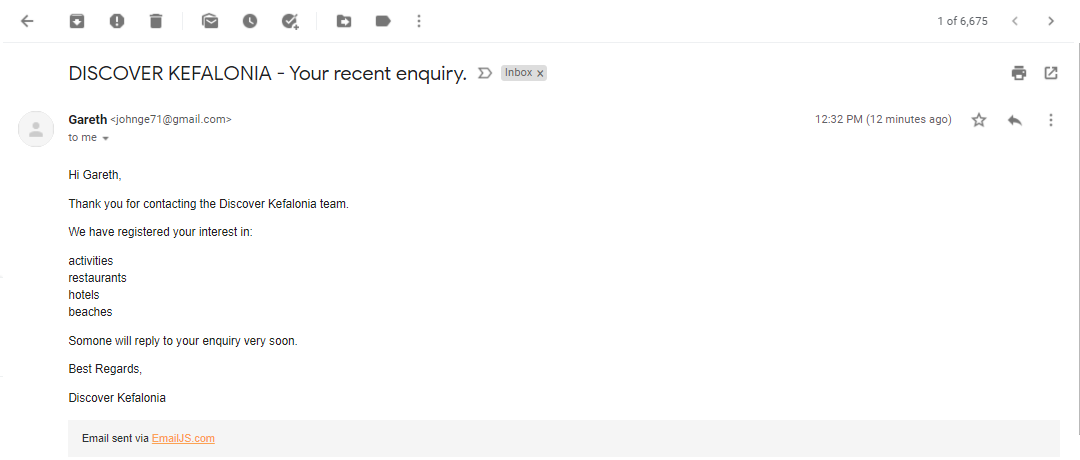 1 of 6,675
DISCOVER KEFALONIA - Your recent enquiry.
Inbox x
Gareth <johnge71@gmail.com>
12:32 PM (12 minutes ago)
to me
Hi Gareth,
Thank you for contacting the Discover Kefalonia team.
We have registered your interest in:
activities
restaurants
hotels
beaches
Somone will reply to your enquiry very soon.
Best Regards,
Discover Kefalonia
Email sent via EmailJS.com